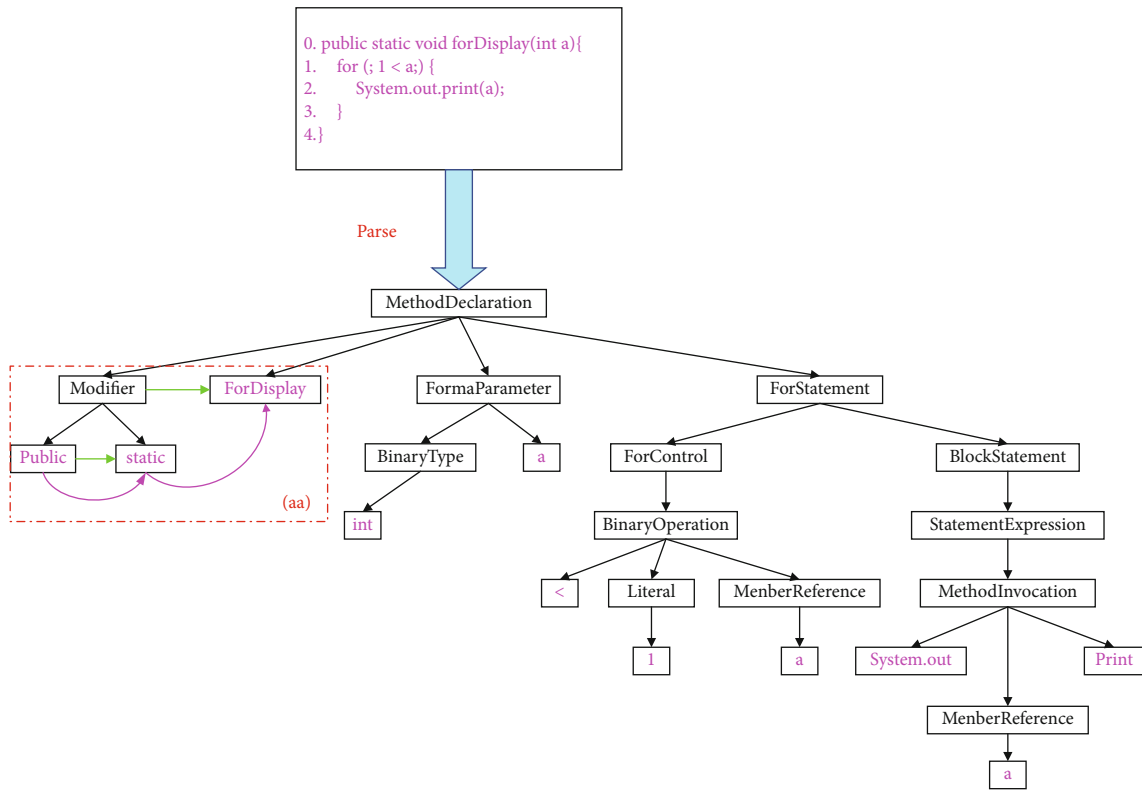 0. public static void forDisplay(int a){
1. for (; 1 < a;) {
2. System.out.print(a);
3. }
4.}
Parse
MethodDeclaration
Modifier
ForDisplay
FormaParameter
ForStatement
Public
static
BinaryType
a
ForControl
BlockStatement
(aa)
int
BinaryOperation
StatementExpression
<
Literal
MenberReference
MethodInvocation
1
a
System.out
Print
MenberReference
a